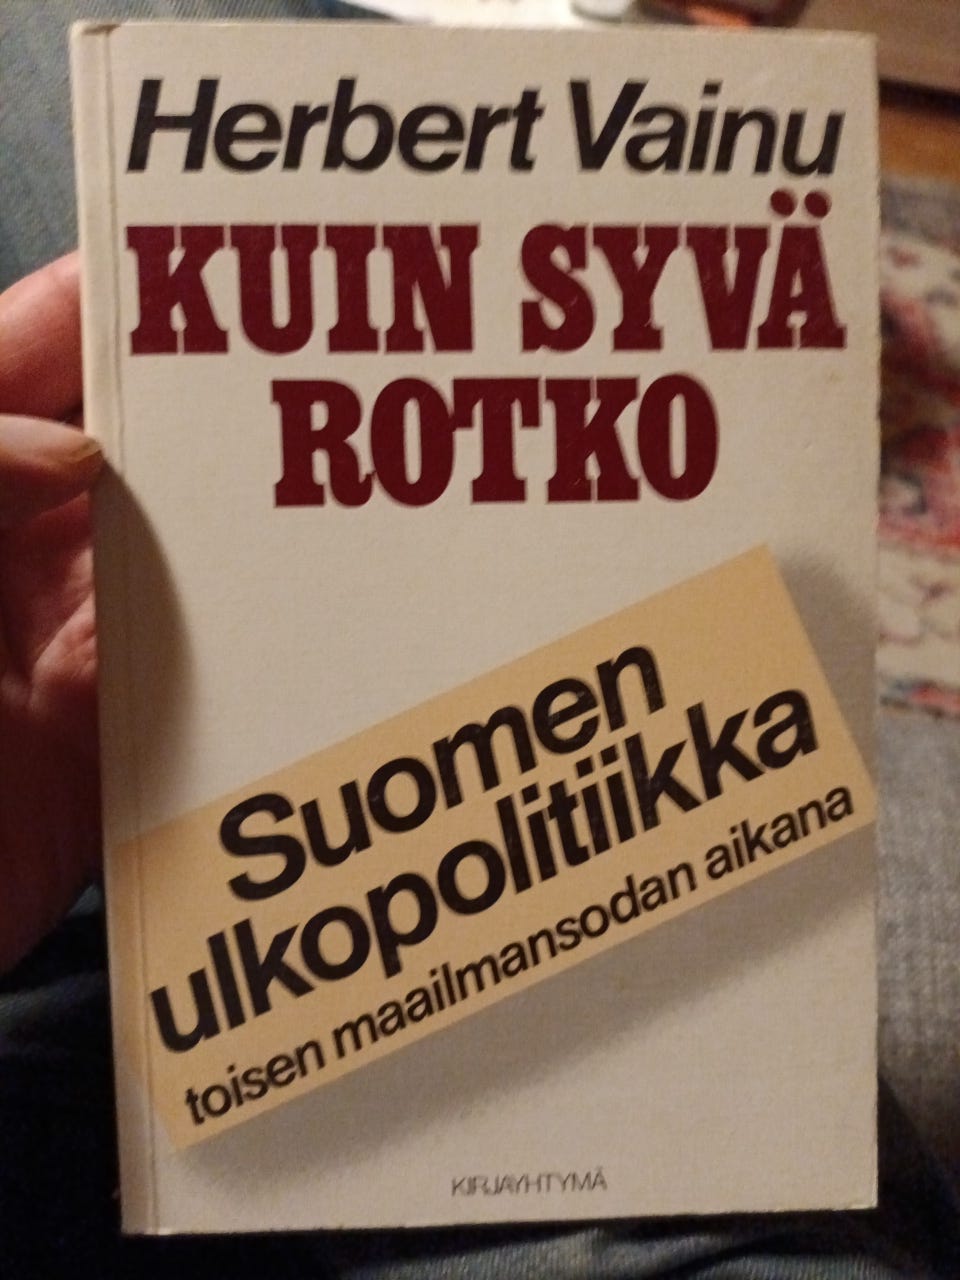 Herbert Vainu
KUIN SYVÄ
ROTKO
Suomen
ulkopolitiikka
toisen maailmansodan aikana
KIRJAYHTYMÄ